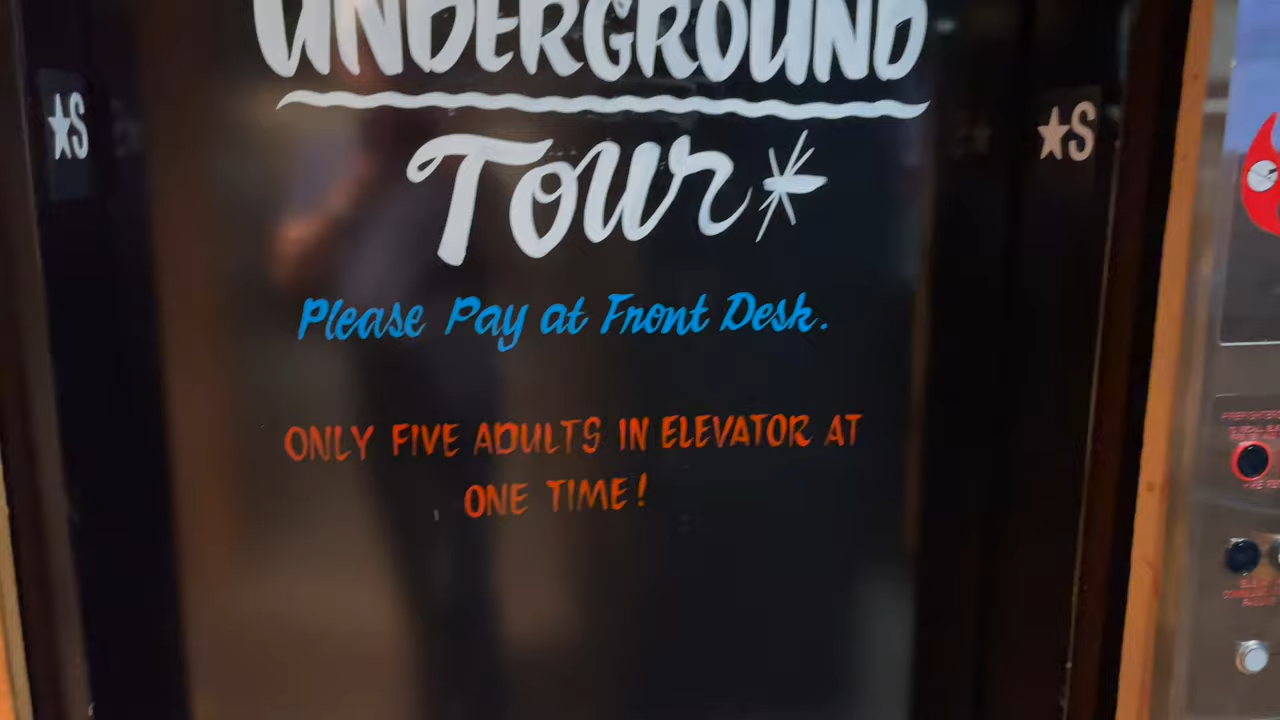 UNDERGROUND
Tour*
★S
★S
Please Pay at Front Desk.
ONLY FIVE ADULTS IN ELEVATOR AT
ONE TIME!